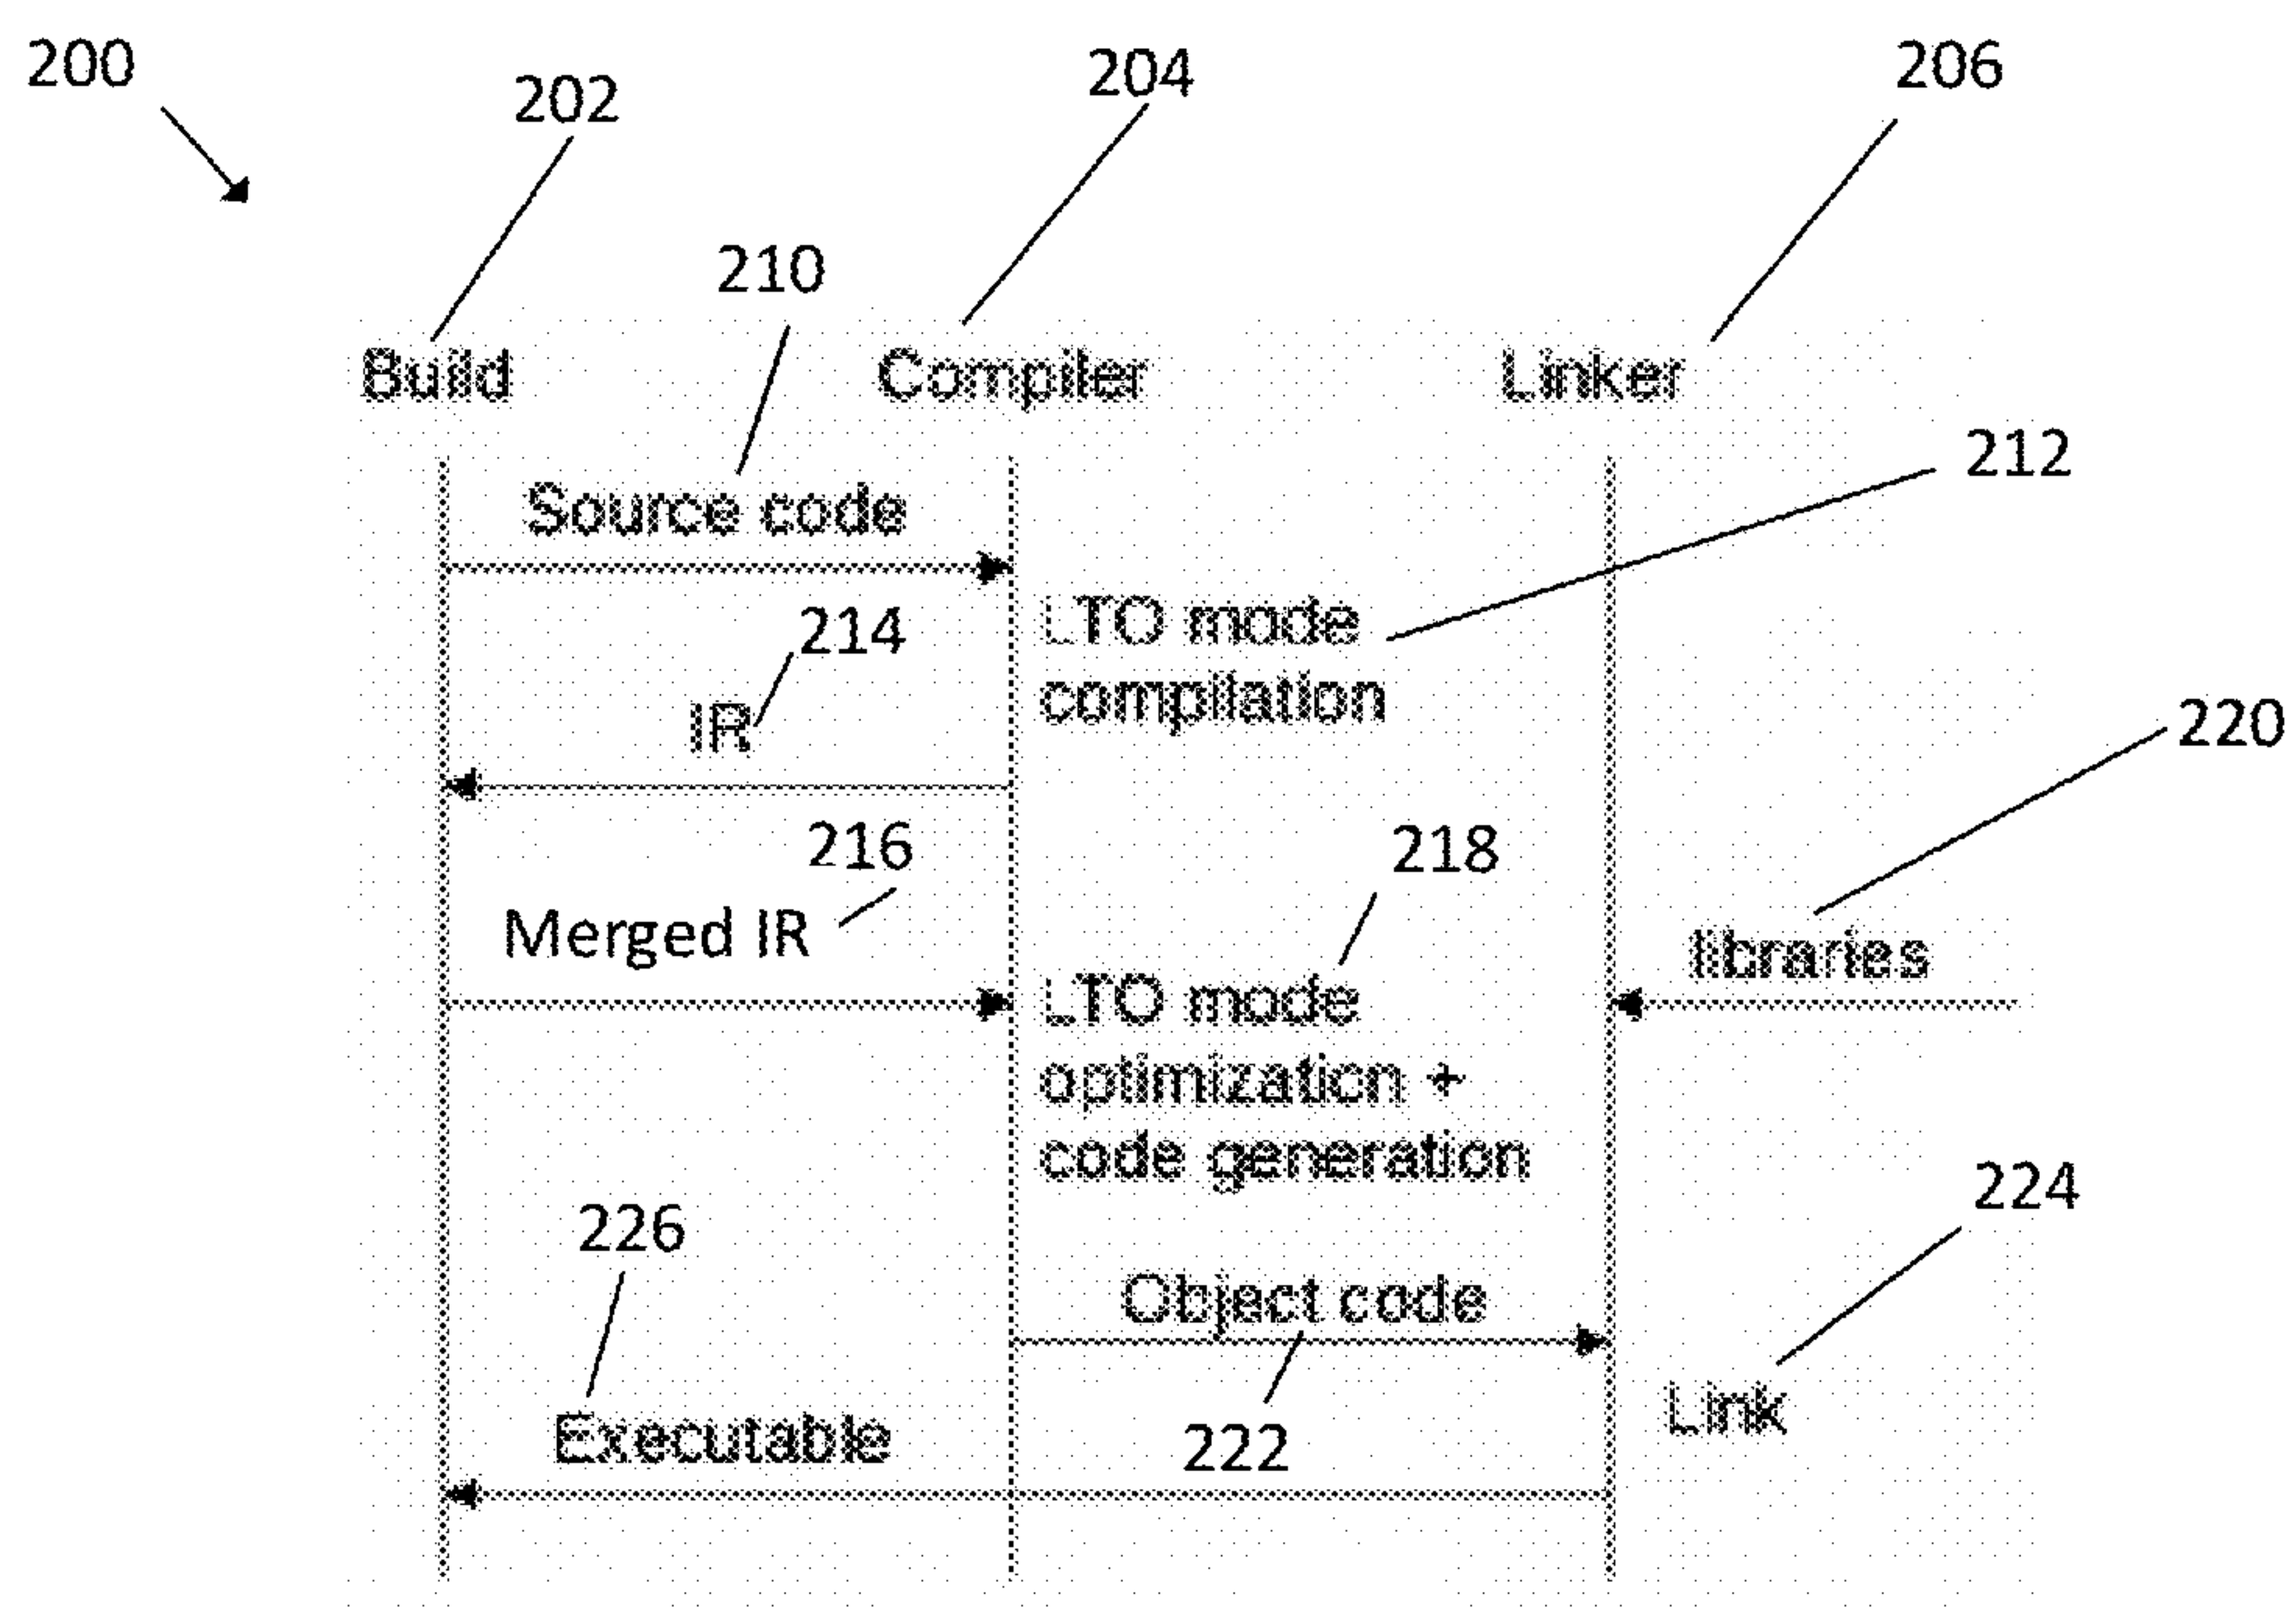 200
202
204
206
210
Build
Compiler
Linker
212
Source code
214
LTO mode
compilation
IR
220
216
218
Merged IR
libraries
LTO mode
optimization +
code generation
224
226
Object code
Link
Executable
222